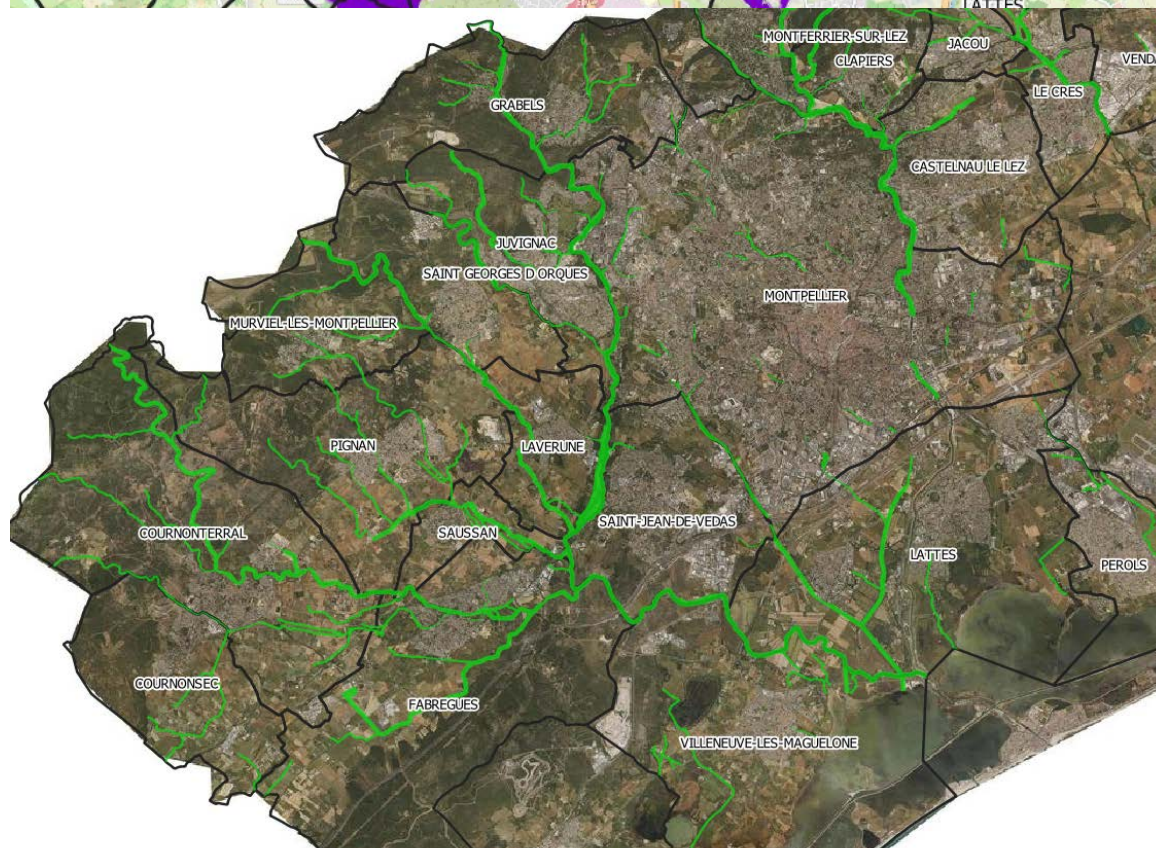 LATTES
MONTFERRIER-SUR-LEZ
JACOU
CLAPIERS
VENDA
LE CRES
GRABELS
CASTELNAU LE LEZ
JUVIGNAC
SAINT GEORGES D ORQUES
MONTPELLIER
MURVIEL-LES-MONTPELLIER
PIGNAN
LAVERUNE
COURNONTERRAL
SAUSSAN
SAINT-JEAN-DE-VEDAS
LATTES
PEROLS
COURNONSEC
FABREGUES
VILLENEUVE-LES-MAGUELONE